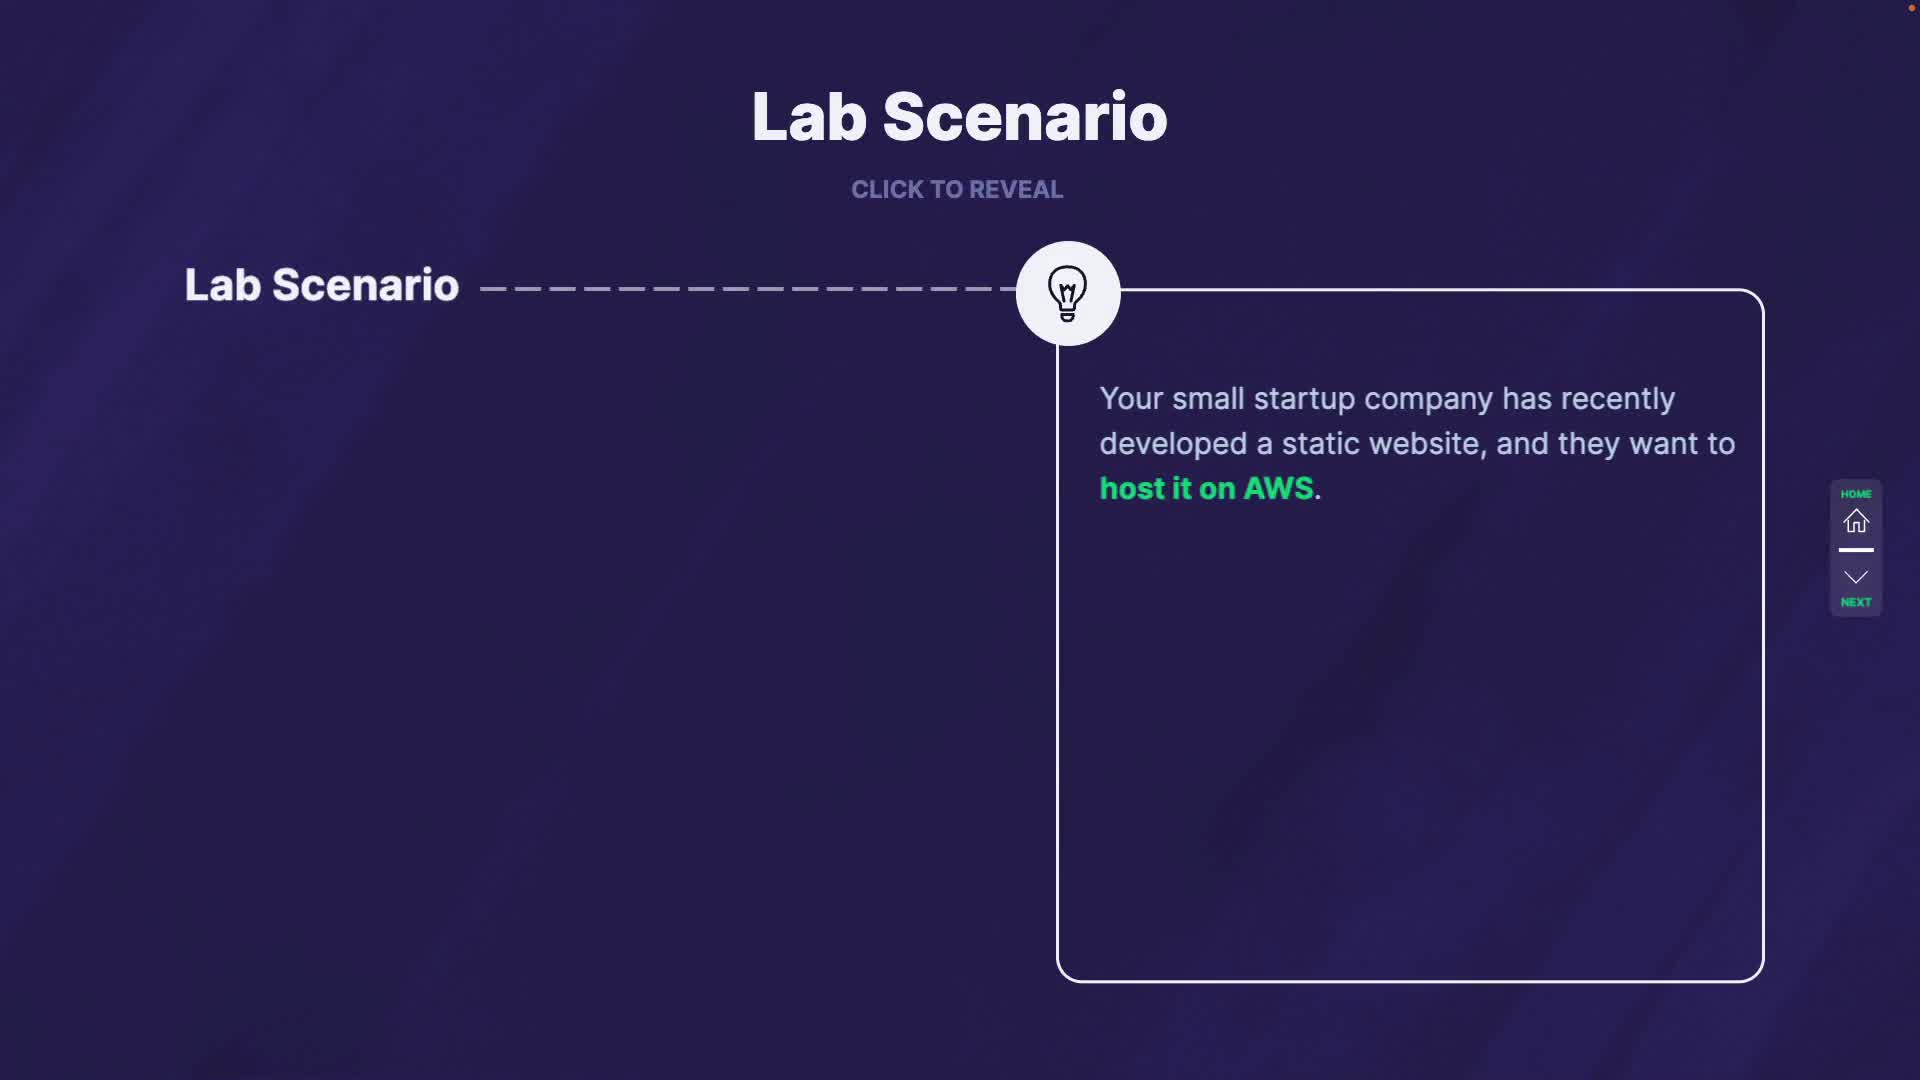 Lab Scenario
CLICK TO REVEAL
Lab Scenario
Your small startup company has recently
developed a static website, and they want to
host it on AWS.
HOME
NEXT